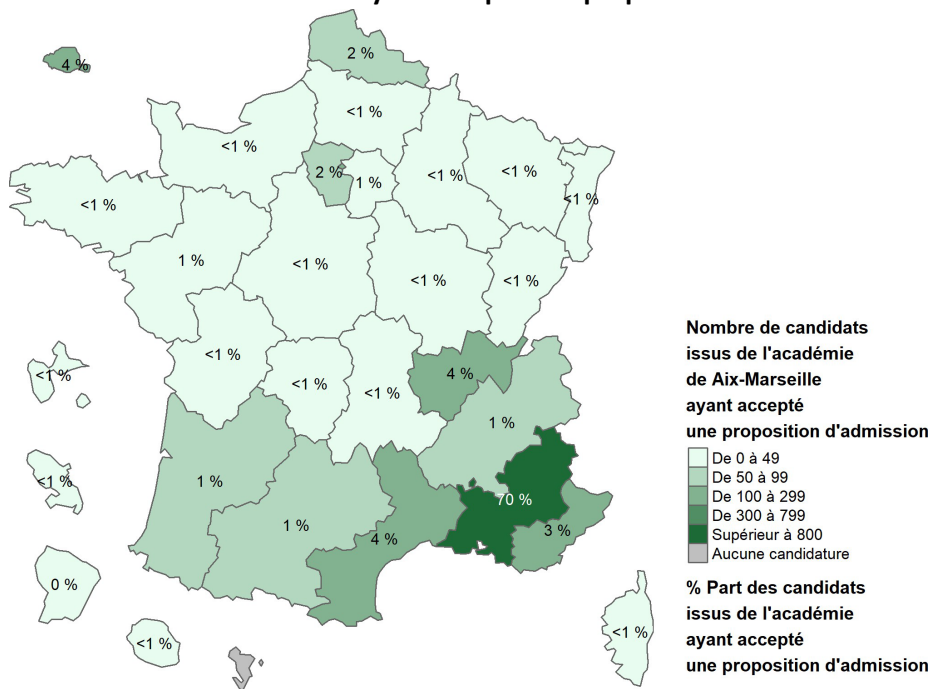 2 %
4 %
<1 %
<1 %
2 %
1 %
<1 %
<1 %
<1 %
<1 %
1 %
<1 %
<1 %
<1 %
<1 %
<1 %
<1 %
<1 %
4 %
1 %
<1 %
1 %
70 %
1 %
4 %
3 %
0 %
<1 %
<1 %
Nombre de candidats
issus de l'académie
de Aix-Marseille
ayant accepté
une proposition d'admission
De 0 à 49
De 50 à 99
De 100 à 299
De 300 à 799
Supérieur à 800
Aucune candidature
% Part des candidats
issus de l'académie
ayant accepté
une proposition d'admission